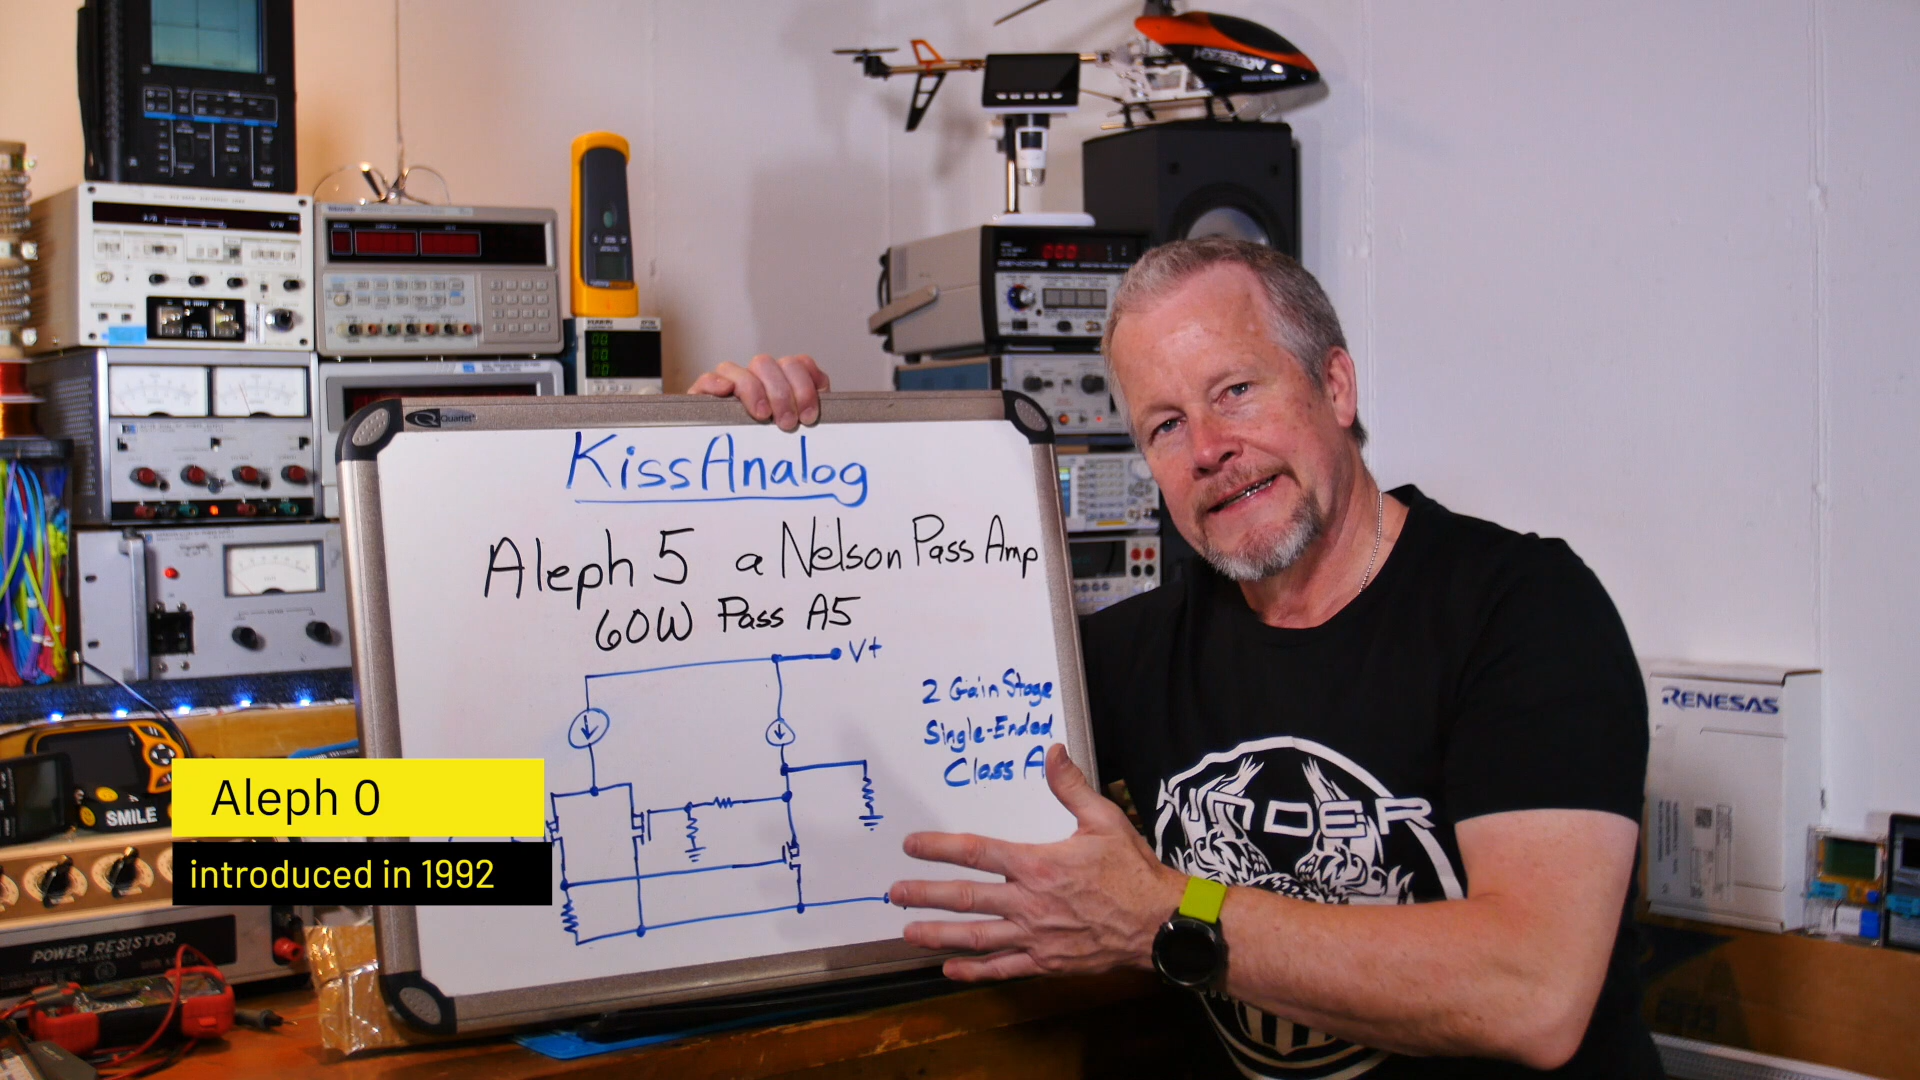 Quartet
KissAnalog
Aleph 5 a Nelson Pass Amp
60W Pass A5
V+
2 Gain Stage
Single-Ended
Class A
Aleph 0
introduced in 1992
SMILE
POWER RESISTOR
RENESAS